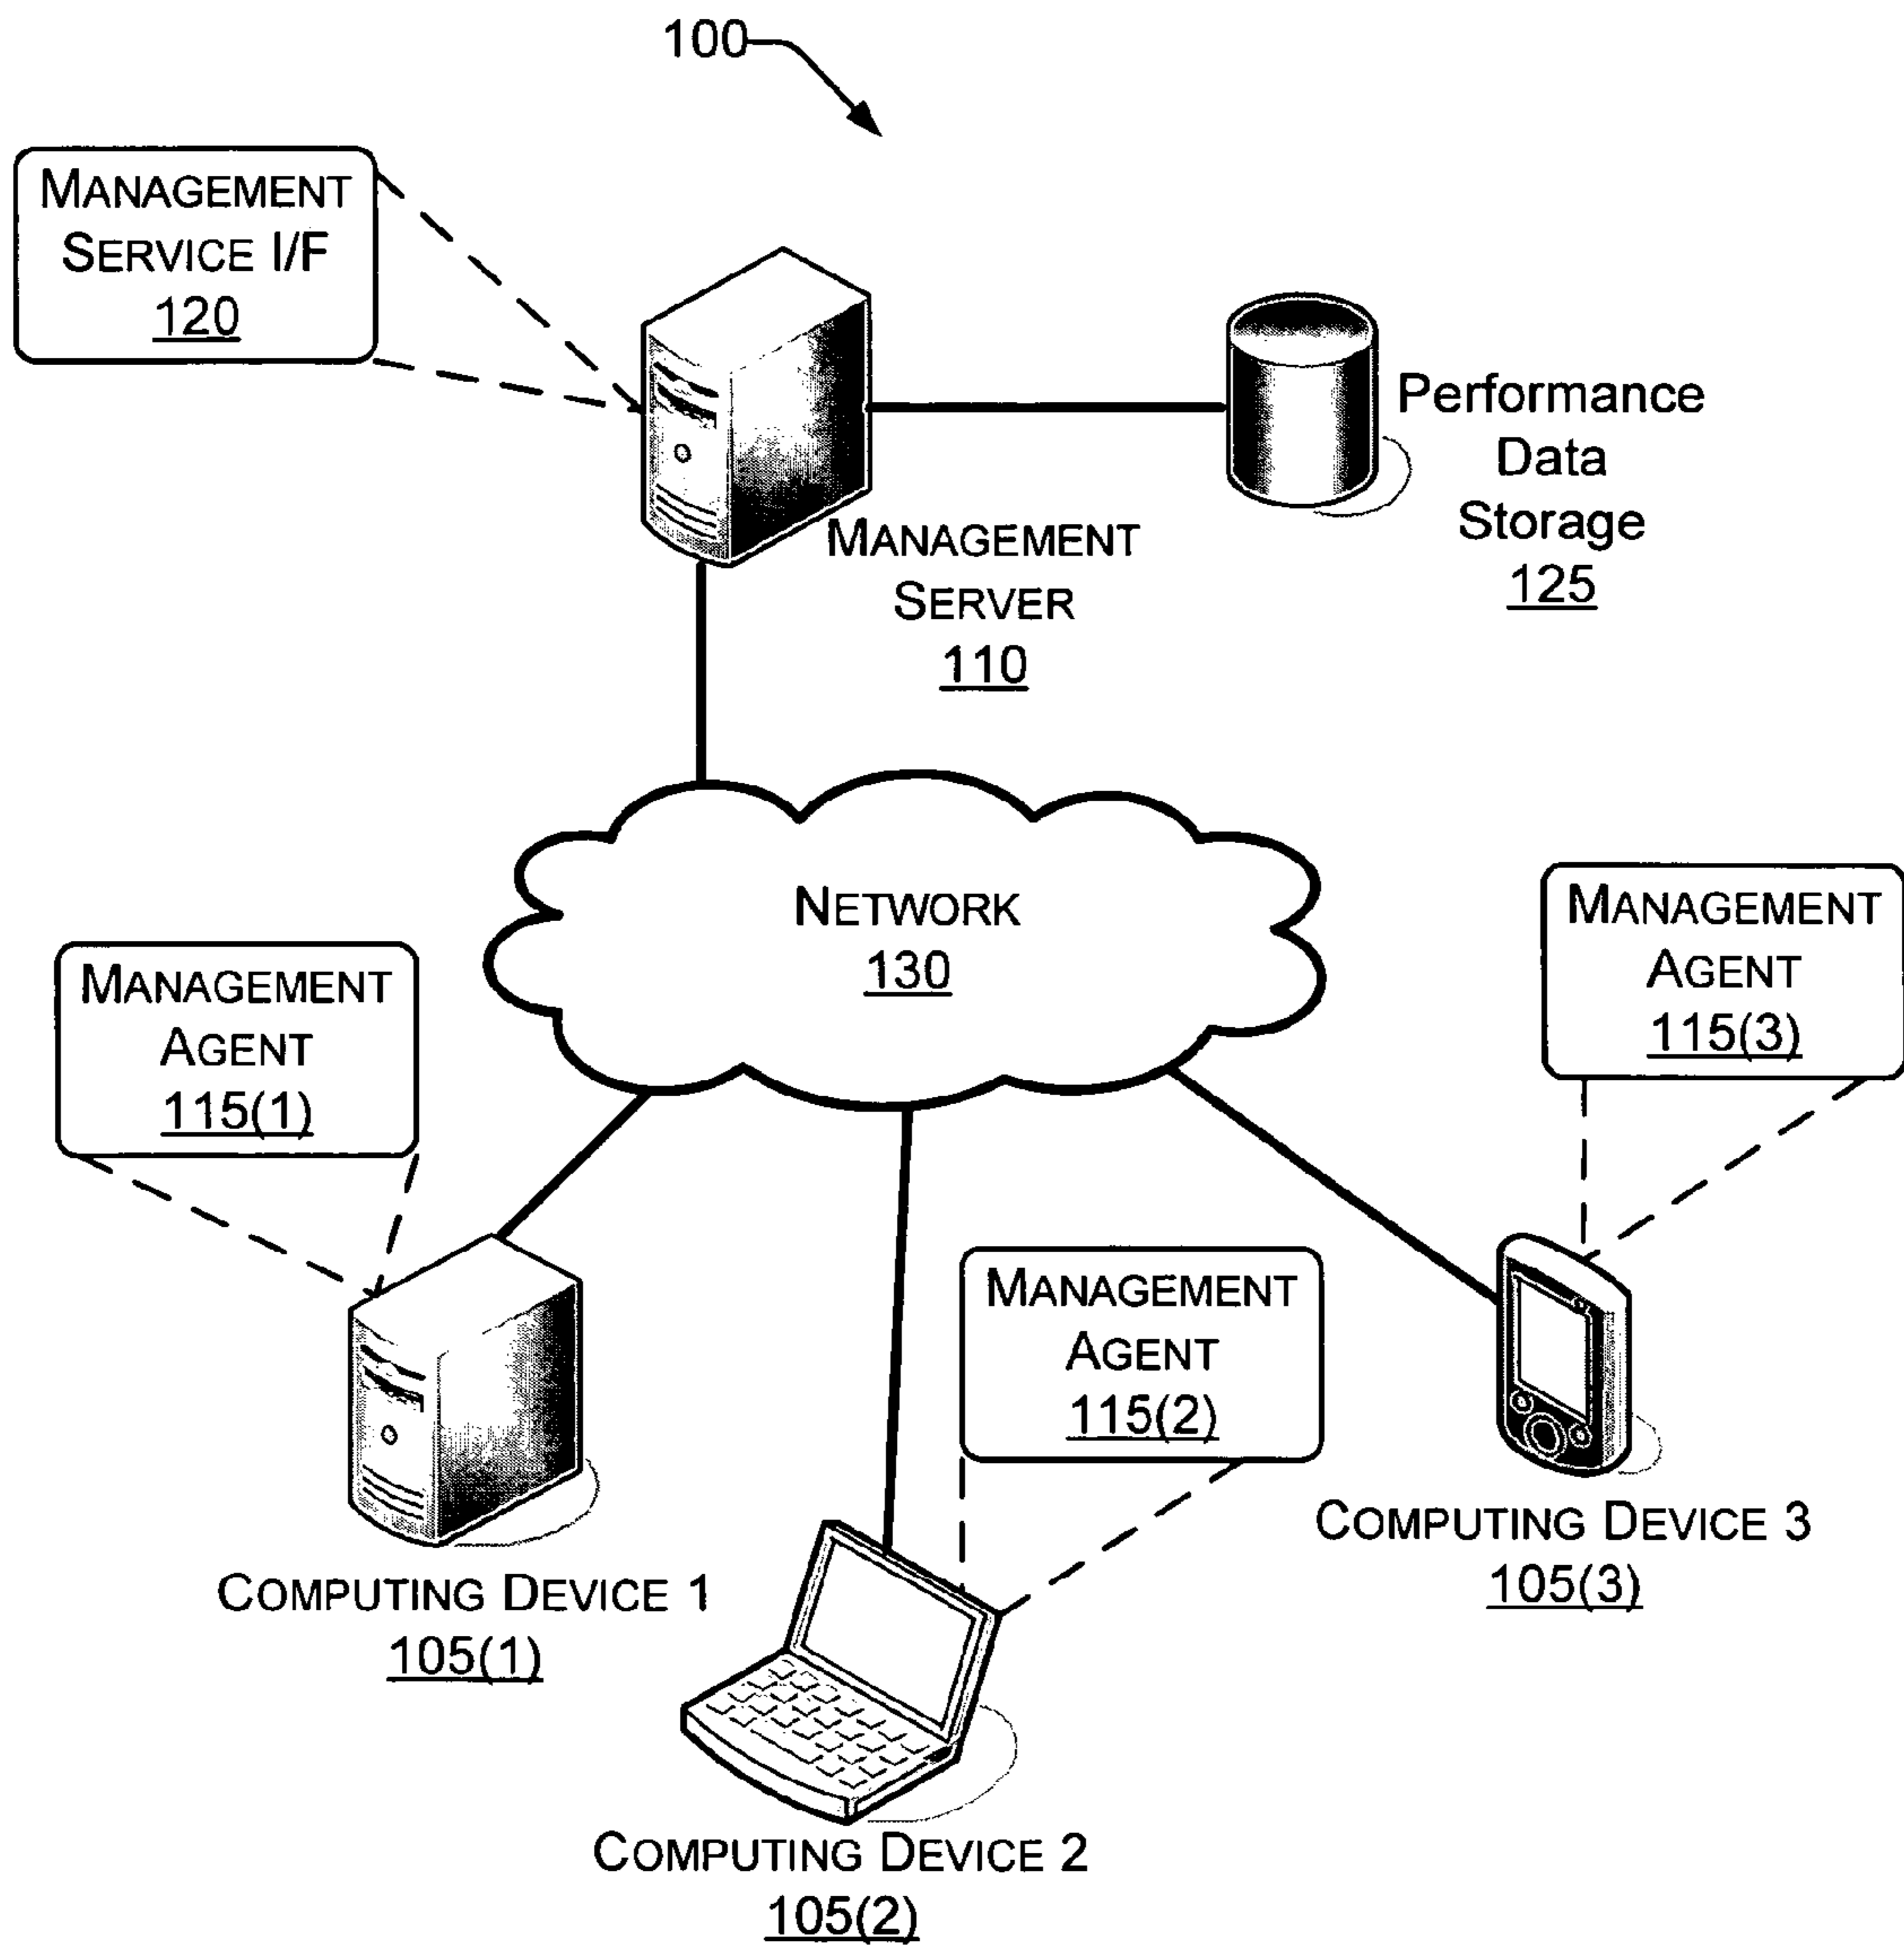 100
MANAGEMENT
SERVICE I/F
120
Performance
Data
Storage
125
MANAGEMENT
SERVER
110
NETWORK
130
MANAGEMENT
AGENT
115(1)
MANAGEMENT
AGENT
115(3)
MANAGEMENT
AGENT
115(2)
COMPUTING DEVICE 1
105(1)
COMPUTING DEVICE 3
105(3)
COMPUTING DEVICE 2
105(2)